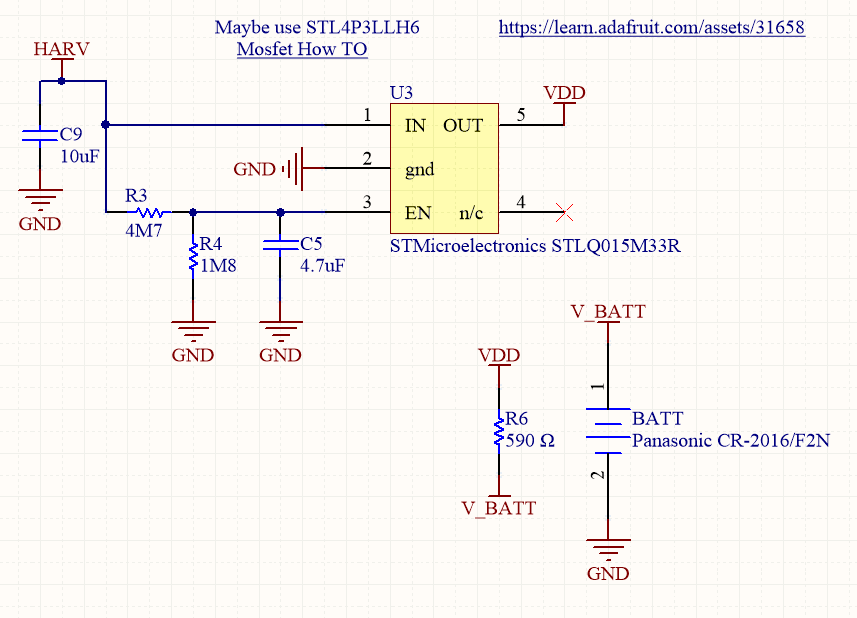 Maybe use STL4P3LLH6
Mosfet How TO
https://learn.adafruit.com/assets/31658
HARV
C9
10uF
GND
R3
4M7
R4
1M8
GND
C5
4.7uF
GND
GND
U3
1
2
3
IN
OUT
gnd
EN
n/c
5
4
VDD
STMicroelectronics STLQ015M33R
VDD
R6
590 Ω
V_BATT
V_BATT
1
BATT
Panasonic CR-2016/F2N
2
GND